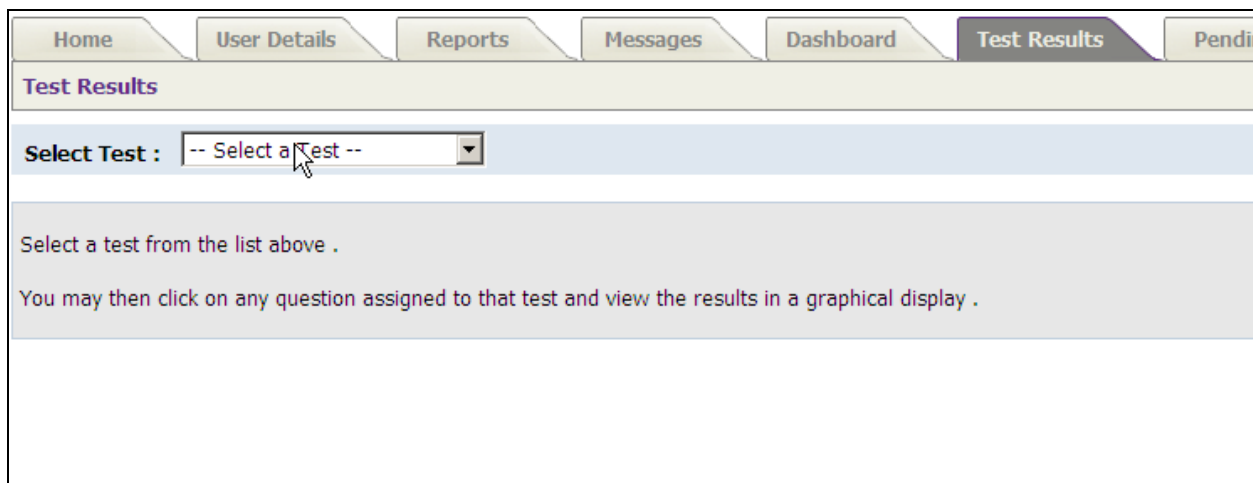 Home User Details Reports Messages Dashboard Test Results
Test Results
Select Test : -- Select a Test --
Select a test from the list above .
You may then click on any question assigned to that test and view the results in a graphical display .